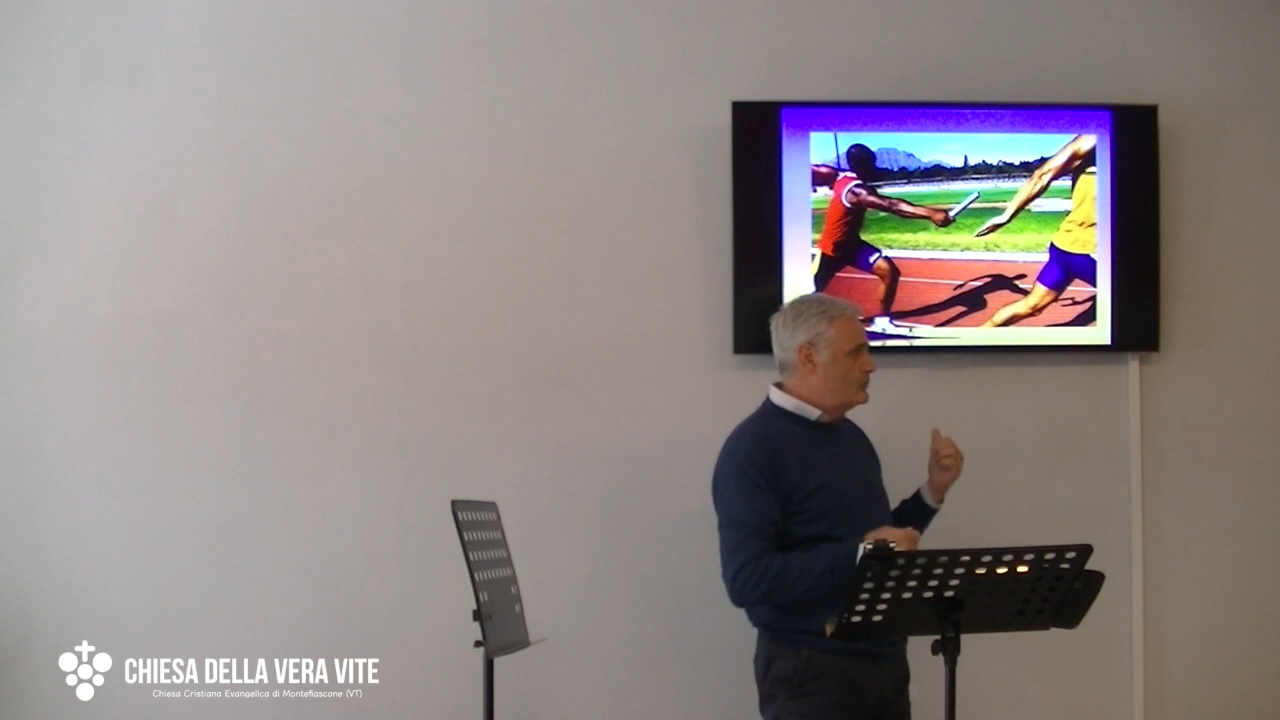 CHIESA DELLA VERA VITE
Chiesa Cristiana Evangelica di Montefiascone (VT)